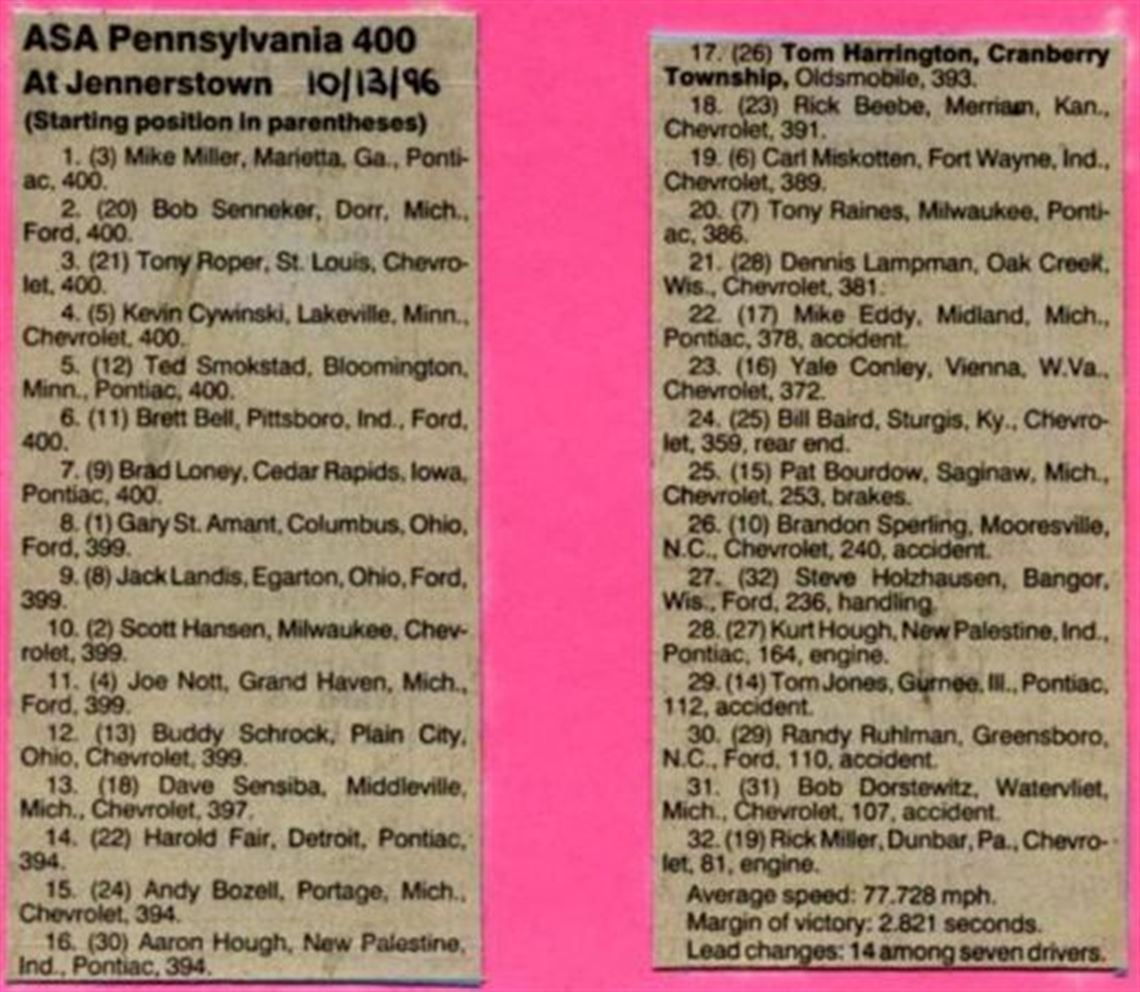 ASA Pennsylvania 400
At Jennerstown 10/13/96
(Starting position in parentheses)
1. (3) Mike Miller, Marietta, Ga., Ponti-
ac, 400.
2. (20) Bob Senneker, Dorr, Mich.,
Ford, 400.
3. (21) Tony Roper, St. Louis, Chevro-
let, 400.
4. (5) Kevin Cywinski, Lakeville, Minn.,
Chevrolet, 400.
5. (12) Ted Smokstad, Bloomington,
Minn., Pontiac, 400.
6. (11) Brett Bell, Pittsboro, Ind., Ford,
400.
7. (9) Brad Loney, Cedar Rapids, Iowa,
Pontiac, 400.
8. (1) Gary St. Amant, Columbus, Ohio,
Ford, 399.
9. (8) Jack Landis, Egarton, Ohio, Ford,
399.
10. (2) Scott Hansen, Milwaukee, Chev-
rolet, 399.
11. (4) Joe Nott, Grand Haven, Mich.,
Ford, 399.
12. (13) Buddy Schrock, Plain City,
Ohio, Chevrolet, 399.
13. (18) Dave Sensiba, Middleville,
Mich., Chevrolet, 397.
14. (22) Harold Fair, Detroit, Pontiac,
394.
15. (24) Andy Bozell, Portage, Mich.,
Chevrolet, 394.
16. (30) Aaron Hough, New Palestine,
Ind., Pontiac, 394.
17. (26) Tom Harrington, Cranberry
Township, Oldsmobile, 393.
18. (23) Rick Beebe, Merriam, Kan.,
Chevrolet, 391.
19. (6) Carl Miskotten, Fort Wayne, Ind.,
Chevrolet, 389.
20. (7) Tony Raines, Milwaukee, Ponti-
ac, 386.
21. (28) Dennis Lampman, Oak Creek,
Wis., Chevrolet, 381.
22. (17) Mike Eddy, Midland, Mich.,
Pontiac, 378, accident.
23. (16) Yale Conley, Vienna, W.Va.,
Chevrolet, 372.
24. (25) Bill Baird, Sturgis, Ky., Chevro-
let, 359, rear end.
25. (15) Pat Bourdow, Saginaw, Mich.,
Chevrolet, 253, brakes.
26. (10) Brandon Sperling, Mooresville,
N.C., Chevrolet, 240, accident.
27. (32) Steve Holzhausen, Bangor,
Wis., Ford, 236, handling.
28. (27) Kurt Hough, New Palestine, Ind.,
Pontiac, 164, engine.
29. (14) Tom Jones, Gurnee, Ill., Pontiac,
112, accident.
30. (29) Randy Ruhlman, Greensboro,
N.C., Ford, 110, accident.
31. (31) Bob Dorstewitz, Watervliet,
Mich., Chevrolet, 107, accident.
32. (19) Rick Miller, Dunbar, Pa., Chevro-
let, 81, engine.
Average speed: 77.728 mph.
Margin of victory: 2.821 seconds.
Lead changes: 14 among seven drivers.